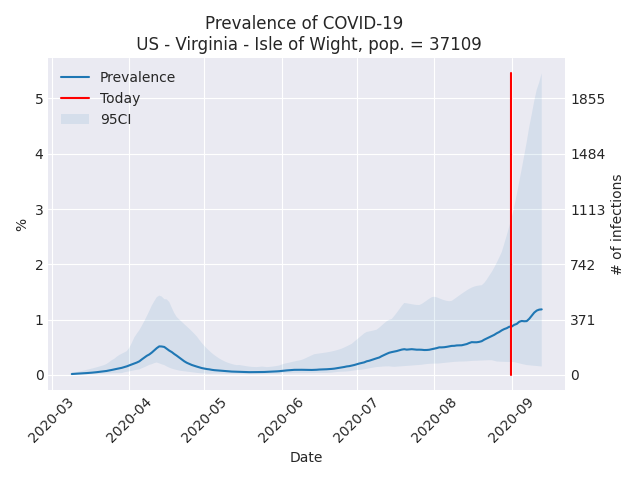 Prevalence of COVID-19
US - Virginia - Isle of Wight, pop. = 37109
Prevalence
Today
95CI
5
4
3
2
1
0
%
1855
1484
1113
742
371
0
# of infections
2020-03
2020-04
2020-05
2020-06
2020-07
2020-08
2020-09
Date